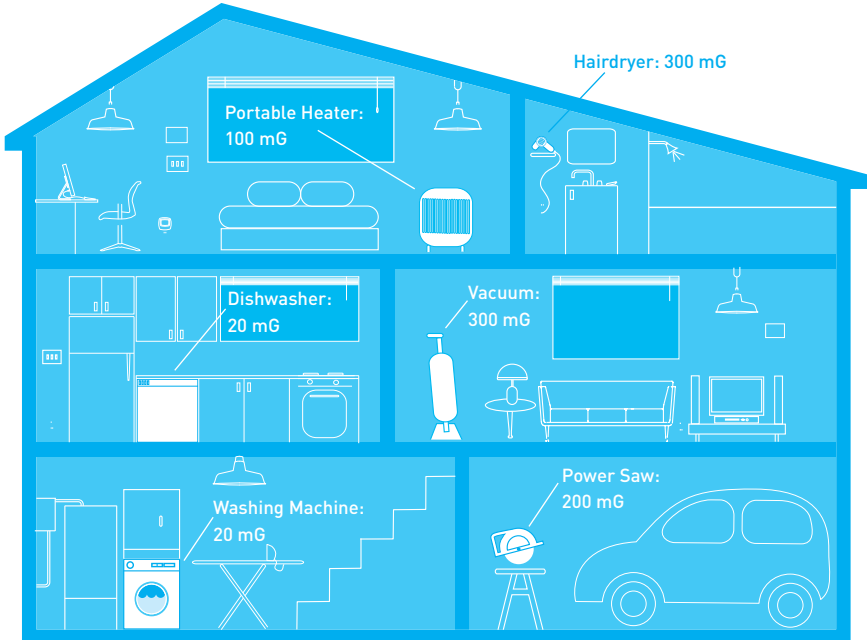 Hairdryer: 300 mG
Portable Heater:
100 mG
Dishwasher:
20 mG
Vacuum:
300 mG
Washing Machine:
20 mG
Power Saw:
200 mG